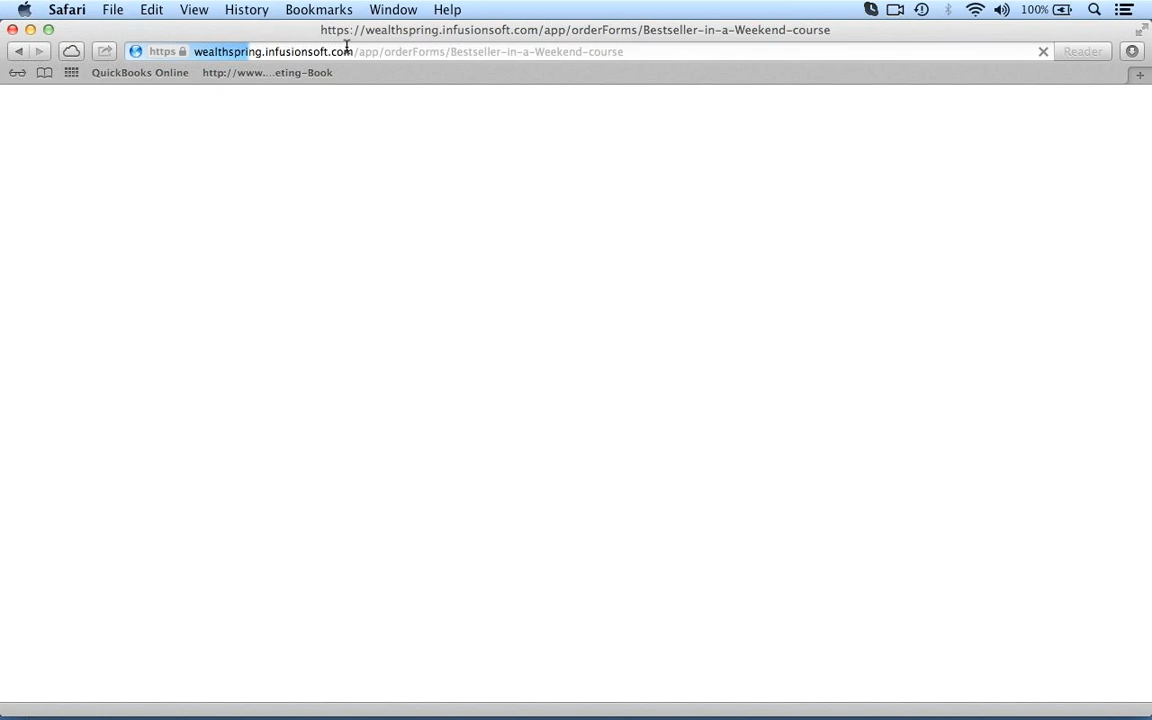 Safari File Edit View History Bookmarks Window Help 100%
https://wealthspring.infusionsoft.com/app/orderForms/Bestseller-in-a-Weekend-course
https wealthspring.infusionsoft.com/app/orderForms/Bestseller-in-a-Weekend-course Reader
QuickBooks Online http://www....eting-Book